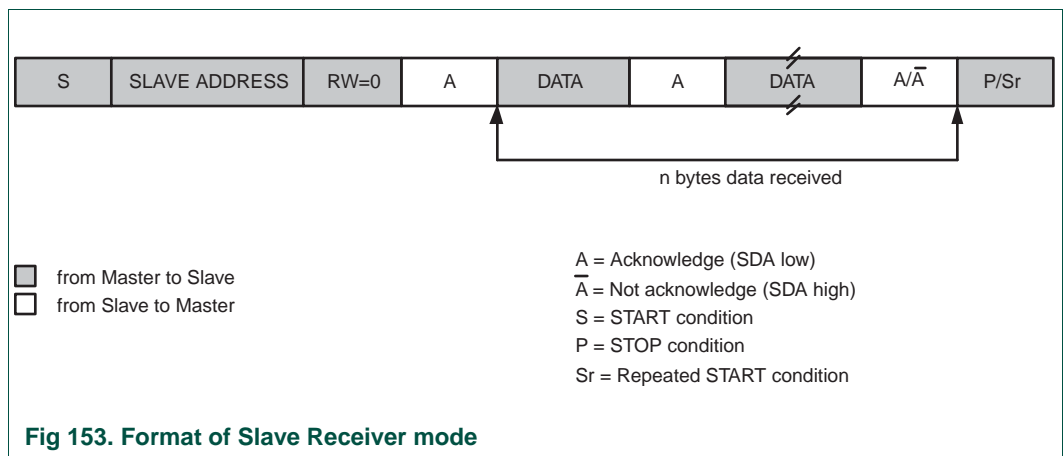 S SLAVE ADDRESS RW=0 A DATA A DATA A/A̅ P/Sr
n bytes data received
from Master to Slave
from Slave to Master
A = Acknowledge (SDA low)
A̅ = Not acknowledge (SDA high)
S = START condition
P = STOP condition
Sr = Repeated START condition
Fig 153. Format of Slave Receiver mode